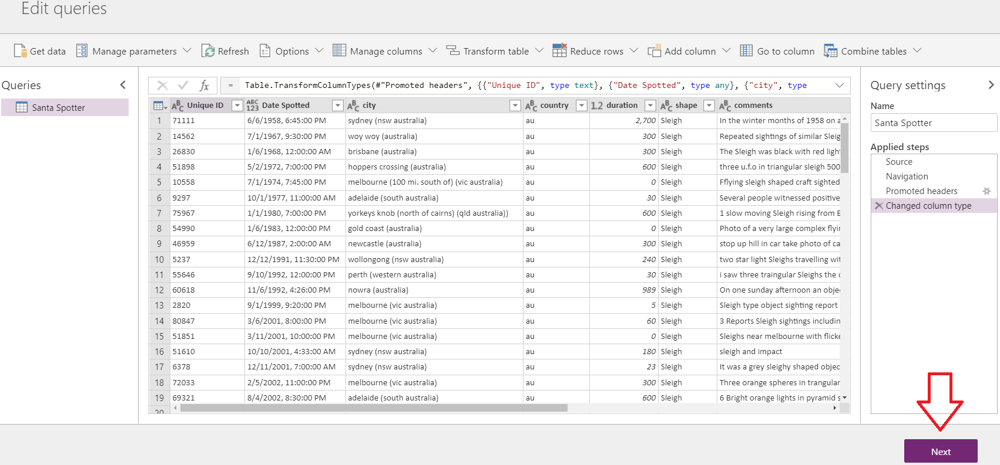 Edit queries
Get data Manage parameters Refresh Options Manage columns Transform table Reduce rows Add column Go to column Combine tables
Queries
Santa Spotter
fx = Table.TransformColumnTypes(#"Promoted headers", {{"Unique ID", type text}, {"Date Spotted", type any}, {"city", type
ABC Unique ID ABC 123 Date Spotted ABC city ABC country 1.2 duration ABC shape ABC comments
1 71111 6/6/1958, 6:45:00 PM sydney (nsw australia) au 2,700 Sleigh In the winter months of 1958 on a
2 14562 7/1/1967, 9:30:00 PM woy woy (australia) au 300 Sleigh Repeated sightings of similar Sleig
3 26830 1/6/1968, 12:00:00 AM brisbane (australia) au 300 Sleigh The Sleigh was black with red light
4 51898 5/2/1972, 7:00:00 PM hoppers crossing (australia) au 600 Sleigh three u.f.o in triangular sleigh 500
5 10558 7/1/1974, 7:45:00 PM melbourne (100 mi. south of) (vic australia) au 0 Sleigh Fflying sleigh shaped craft sighted
6 9297 10/1/1977, 11:00:00 AM adelaide (south australia) au 30 Sleigh Several people witnessed positive
7 75967 1/1/1980, 7:00:00 PM yorkeys knob (north of cairns) (qld australia)) au 600 Sleigh 1 slow moving Sleigh rising from E
8 54990 1/6/1983, 12:00:00 PM gold coast (australia) au 0 Sleigh Photo of a very large complex flyin
9 46959 6/12/1987, 2:00:00 AM newcastle (australia) au 300 Sleigh stop up hill in car take photo of ca
10 5237 12/12/1991, 11:30:00 PM wollongong (nsw australia) au 240 Sleigh two star light Sleighs travelling wit
11 55646 9/10/1992, 12:00:00 PM perth (western australia) au 30 Sleigh i saw three traingular Sleighs the c
12 60618 11/6/1992, 4:26:00 PM nowra (australia) au 989 Sleigh On one sunday afternoon an obje
13 2820 9/1/1999, 9:20:00 PM melbourne (vic australia) au 5 Sleigh Sleigh type object sighting report
14 80847 3/6/2001, 8:00:00 PM melbourne (vic australia) au 60 Sleigh 3 Reports Sleigh sightings includin
15 51851 3/11/2001, 10:00:00 PM melbourne (vic australia) au 0 Sleigh Sleighs near melbourne with flicke
16 51610 10/10/2001, 4:33:00 AM sydney (nsw australia) au 180 Sleigh sleigh and impact
17 6378 12/11/2001, 7:00:00 AM sydney (nsw australia) au 23 Sleigh It was a grey sleighy shaped objec
18 72033 2/5/2002, 11:00:00 PM melbourne (vic australia) au 300 Sleigh Three orange spheres in trangular
19 69321 8/4/2002, 8:30:00 PM adelaide (south australia) au 600 Sleigh 6 Bright orange lights in pyramid s
20
Query settings
Name
Santa Spotter
Applied steps
Source
Navigation
Promoted headers
Changed column type
Next